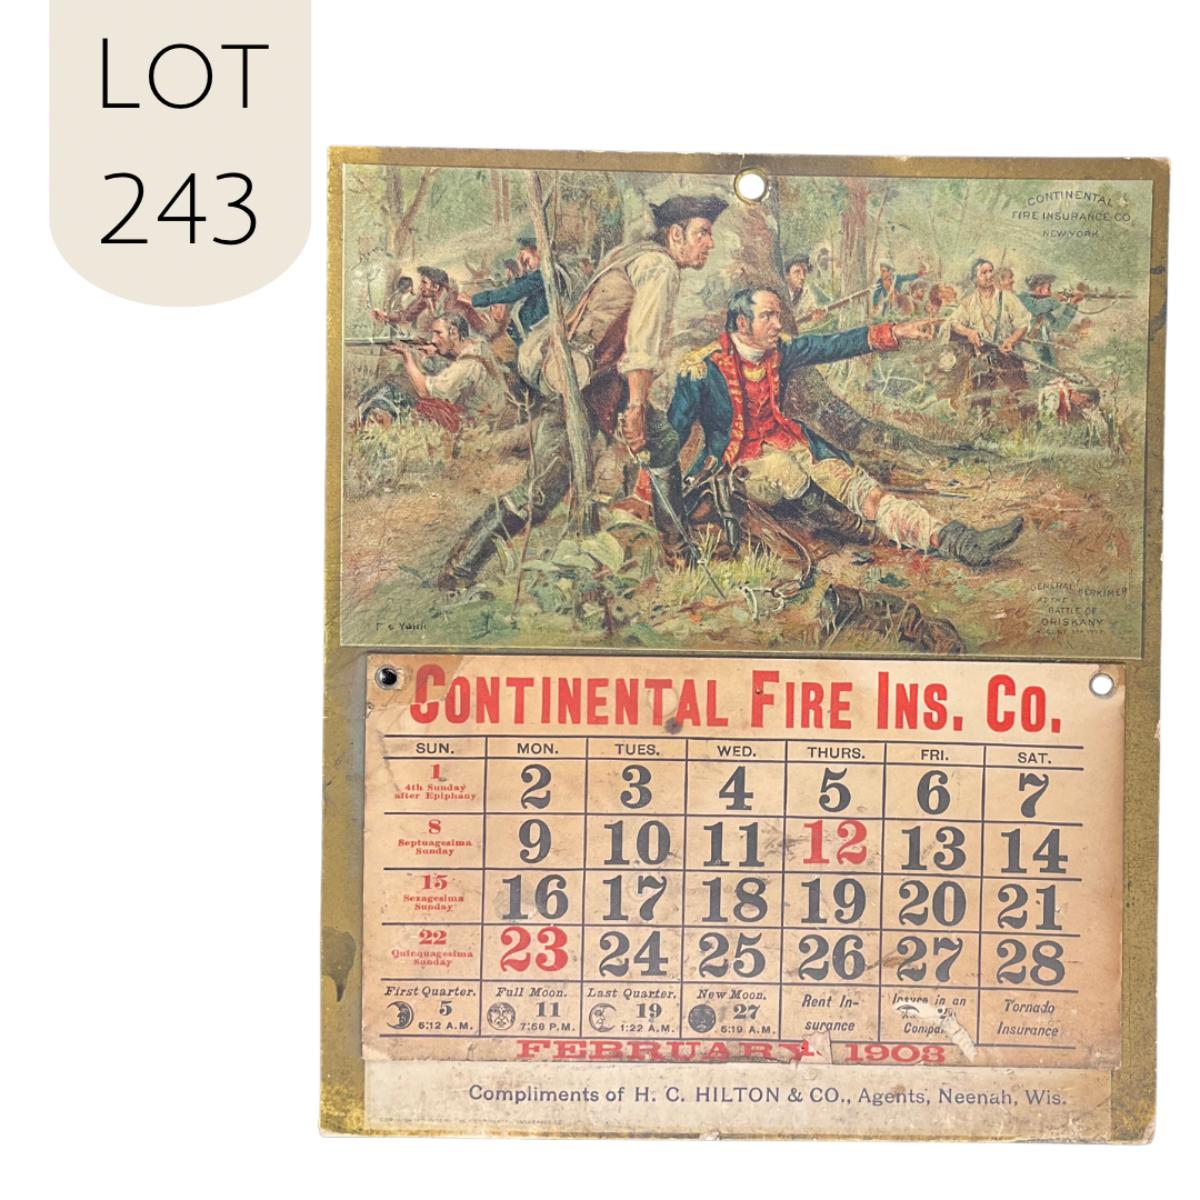 LOT
243
CONTINENTAL
FIRE INSURANCE CO
NEW YORK
GENERAL HERKIMER
AT THE
BATTLE OF
ORISKANY
CONTINENTAL FIRE INS. CO.
SUN. MON. TUES. WED. THURS. FRI. SAT.
1 2 3 4 5 6 7
4th Sunday
after Epiphany
8 9 10 11 12 13 14
Septuagesima
Sunday
15 16 17 18 19 20 21
Sexagesima
Sunday
22 23 24 25 26 27 28
Quinquagesima
Sunday
First Quarter. Full Moon. Last Quarter. New Moon. Rent In- Insure in an Tornado
5 11 19 27
6:12 A.M. 7:58 P.M. 1:22 A.M. 5:19 A.M. surance Insurance
FEBRUARY 1903
Compliments of H. C. HILTON & CO., Agents, Neenah, Wis.